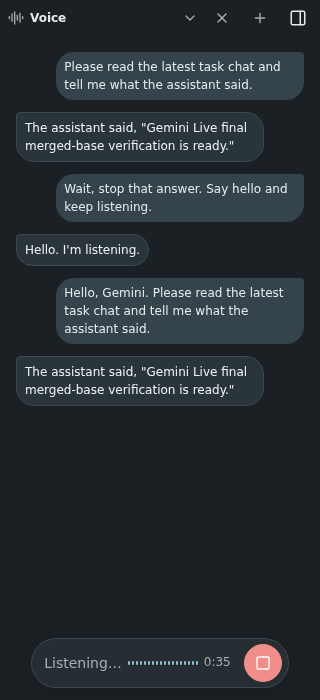 Voice
Please read the latest task chat and
tell me what the assistant said.
The assistant said, "Gemini Live final
merged-base verification is ready."
Wait, stop that answer. Say hello and
keep listening.
Hello. I'm listening.
Hello, Gemini. Please read the latest
task chat and tell me what the
assistant said.
The assistant said, "Gemini Live final
merged-base verification is ready."
Listening... 0:35